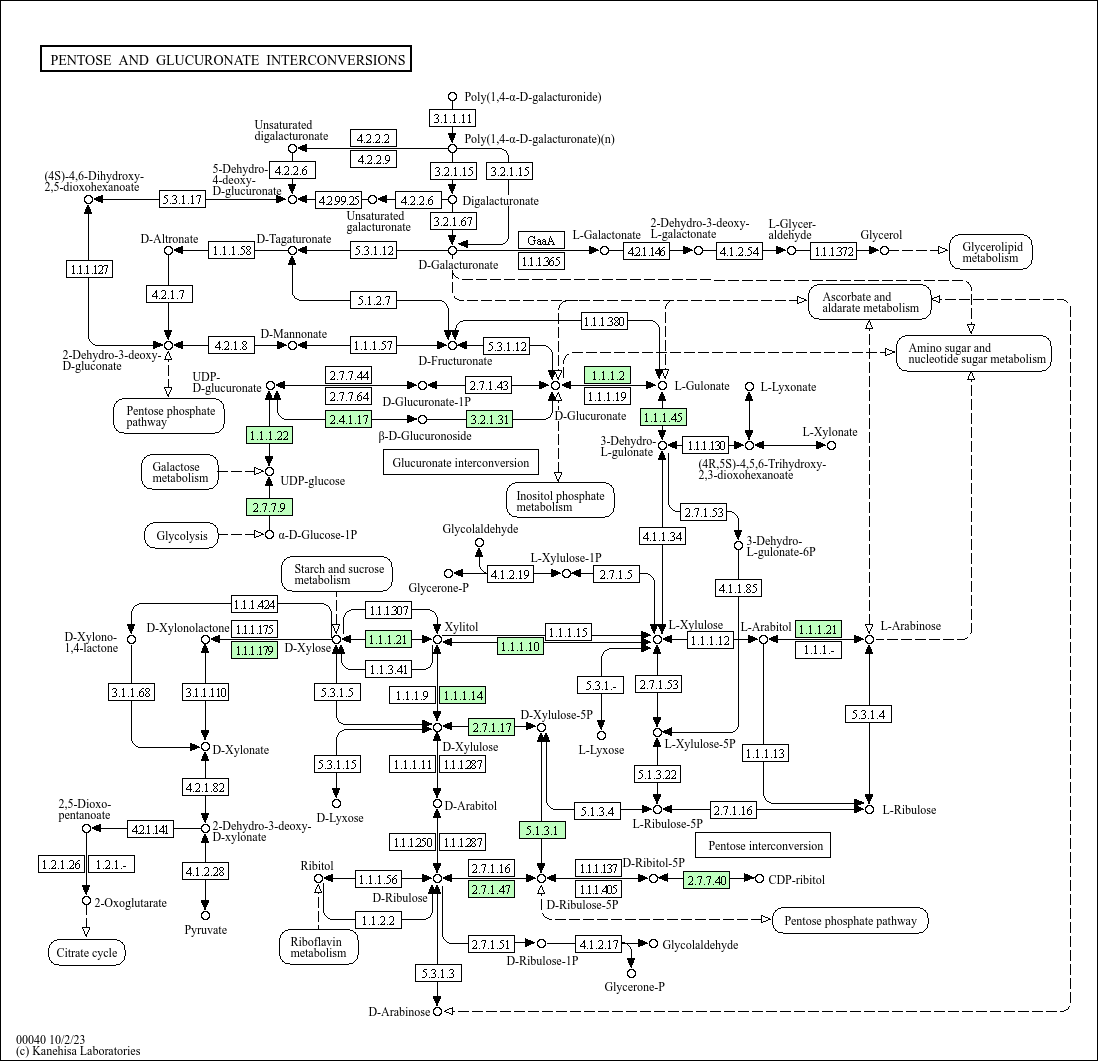 PENTOSE AND GLUCURONATE INTERCONVERSIONS
Poly(1,4-α-D-galacturonide)
3.1.1.11
Unsaturated
digalacturonate
4.2.2.2
Poly(1,4-α-D-galacturonate)(n)
4.2.2.9
4.2.2.6
3.2.1.15
3.2.1.15
(4S)-4,6-Dihydroxy-
2,5-dioxohexanoate
5-Dehydro-
4-deoxy-
D-glucuronate
5.3.1.17
4.2.99.25
4.2.2.6
Digalacturonate
Unsaturated
galacturonate
3.2.1.67
D-Altronate
1.1.1.58
D-Tagaturonate
5.3.1.12
D-Galacturonate
GaaA
1.1.1.365
L-Galactonate
4.2.1.146
2-Dehydro-3-deoxy-
L-galactonate
4.1.2.54
L-Glycer-
aldehyde
1.1.1.372
Glycerol
Glycerolipid
metabolism
1.1.1.127
4.2.1.7
5.1.2.7
Ascorbate and
aldarate metabolism
1.1.1.380
D-Mannonate
4.2.1.8
1.1.1.57
D-Fructuronate
5.3.1.12
Amino sugar and
nucleotide sugar metabolism
2-Dehydro-3-deoxy-
D-gluconate
UDP-
D-glucuronate
2.7.7.44
2.7.7.64
D-Glucuronate-1P
2.7.1.43
1.1.1.2
1.1.1.19
L-Gulonate
L-Lyxonate
Pentose phosphate
pathway
2.4.1.17
β-D-Glucuronoside
3.2.1.31
D-Glucuronate
1.1.1.45
1.1.1.22
3-Dehydro-
L-gulonate
1.1.1.130
L-Xylonate
(4R,5S)-4,5,6-Trihydroxy-
2,3-dioxohexanoate
Glucuronate interconversion
Galactose
metabolism
UDP-glucose
Inositol phosphate
metabolism
2.7.7.9
2.7.1.53
Glycolysis
α-D-Glucose-1P
Glycolaldehyde
4.1.1.34
3-Dehydro-
L-gulonate-6P
Starch and sucrose
metabolism
Glycerone-P
4.1.2.19
L-Xylulose-1P
2.7.1.5
4.1.1.85
1.1.1.424
1.1.1.307
D-Xylono-
1,4-lactone
D-Xylonolactone
1.1.1.175
1.1.1.179
D-Xylose
1.1.1.21
Xylitol
1.1.1.15
1.1.1.10
L-Xylulose
1.1.1.12
L-Arabitol
1.1.1.21
1.1.1.-
L-Arabinose
1.1.3.41
3.1.1.68
3.1.1.110
5.3.1.5
1.1.1.9
1.1.1.14
5.3.1.-
2.7.1.53
5.3.1.4
D-Xylulose-5P
2.7.1.17
D-Xylulose
L-Lyxose
L-Xylulose-5P
D-Xylonate
1.1.1.13
5.3.1.15
1.1.1.11
1.1.1.287
5.1.3.22
4.2.1.82
D-Lyxose
D-Arabitol
5.3.1.4
L-Ribulose-5P
2.7.1.16
L-Ribulose
2,5-Dioxo-
pentanoate
4.2.1.141
2-Dehydro-3-deoxy-
D-xylonate
5.1.3.1
1.1.1.250
1.1.1.287
Pentose interconversion
1.2.1.26
1.2.1.-
4.1.2.28
Ribitol
1.1.1.56
D-Ribulose
2.7.1.16
2.7.1.47
1.1.1.137
1.1.1.405
D-Ribitol-5P
2.7.7.40
CDP-ribitol
2-Oxoglutarate
Pyruvate
1.1.2.2
D-Ribulose-5P
Pentose phosphate pathway
Citrate cycle
Riboflavin
metabolism
2.7.1.51
D-Ribulose-1P
4.1.2.17
Glycolaldehyde
Glycerone-P
5.3.1.3
D-Arabinose
00040 10/2/23
(c) Kanehisa Laboratories